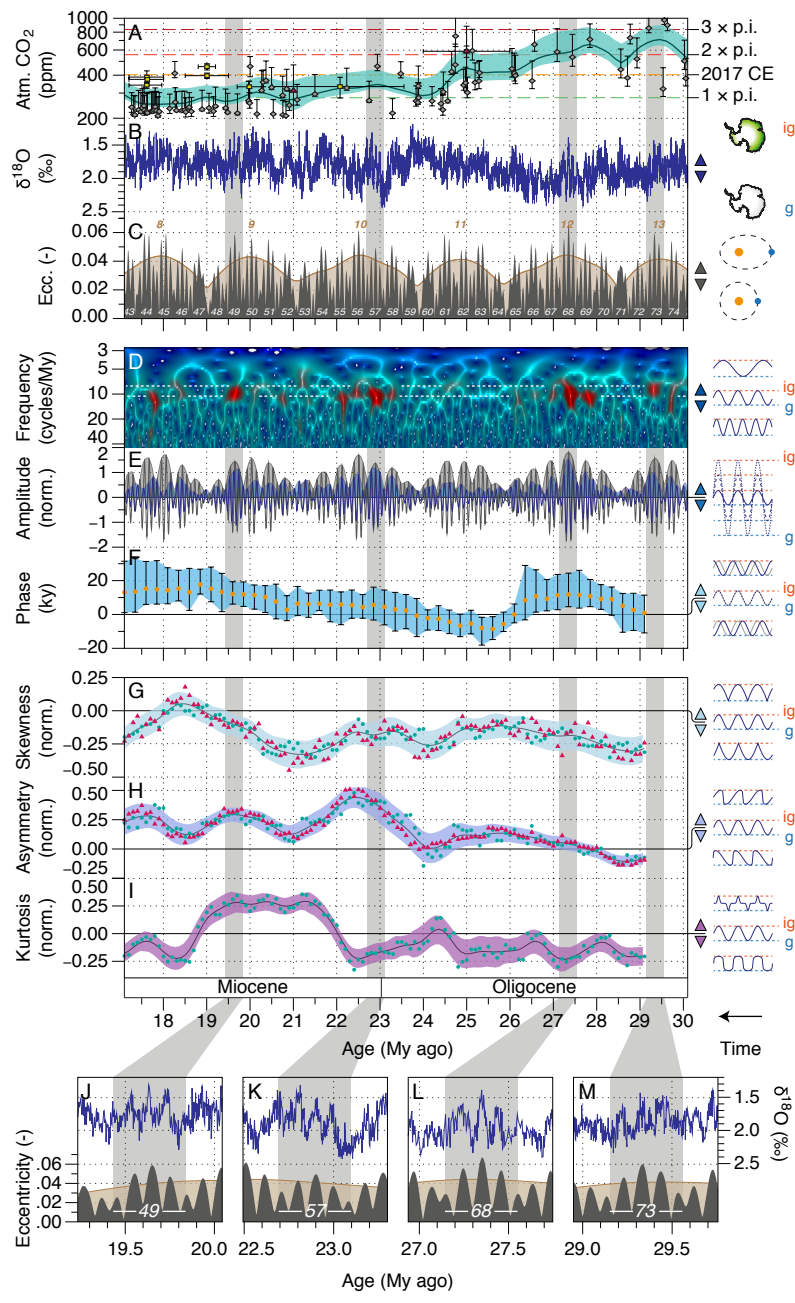 A
Atm. CO2
(ppm)
1000
800
600
400
200
3 × p.i.
2 × p.i.
2017 CE
1 × p.i.
B
δ18O
(‰)
1.5
2.0
2.5
ig
g
C
Ecc. (-)
0.06
0.04
0.02
0.00
8 9 10 11 12 13
43 44 45 46 47 48 49 50 51 52 53 54 55 56 57 58 59 60 61 62 63 64 65 66 67 68 69 70 71 72 73 74
D
Frequency
(cycles/My)
3
5
10
20
40
ig
g
E
Amplitude
(norm.)
2
1
0
−1
−2
ig
g
F
Phase
(ky)
20
0
−20
ig
g
G
Skewness
(norm.)
0.25
0.00
−0.25
−0.50
ig
g
H
Asymmetry
(norm.)
0.50
0.25
0.00
−0.25
ig
g
I
Kurtosis
(norm.)
0.50
0.25
0.00
−0.25
ig
g
Miocene Oligocene
18 19 20 21 22 23 24 25 26 27 28 29 30
Age (My ago)
Time
J K L M
δ18O (‰)
1.5
2.0
2.5
Eccentricity (-)
.06
.04
.02
.00
49 57 68 73
19.5 20.0 22.5 23.0 27.0 27.5 29.0 29.5
Age (My ago)